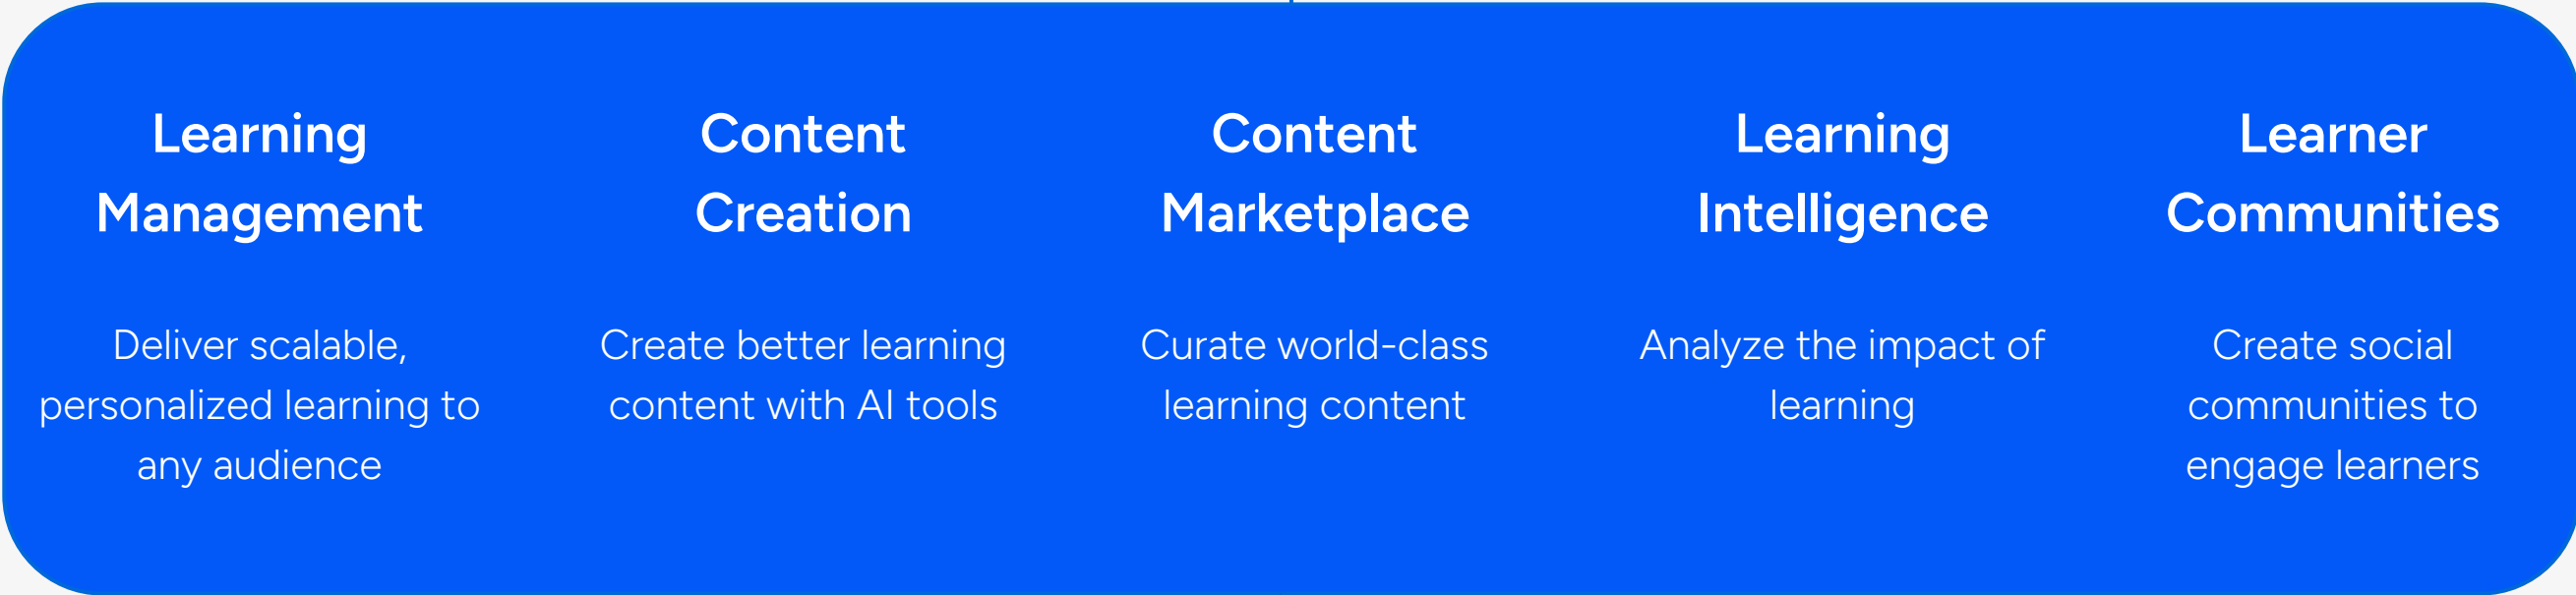 Learning
Management
Deliver scalable,
personalized learning to
any audience
Content
Creation
Create better learning
content with AI tools
Content
Marketplace
Curate world-class
learning content
Learning
Intelligence
Analyze the impact of
learning
Learner
Communities
Create social
communities to
engage learners